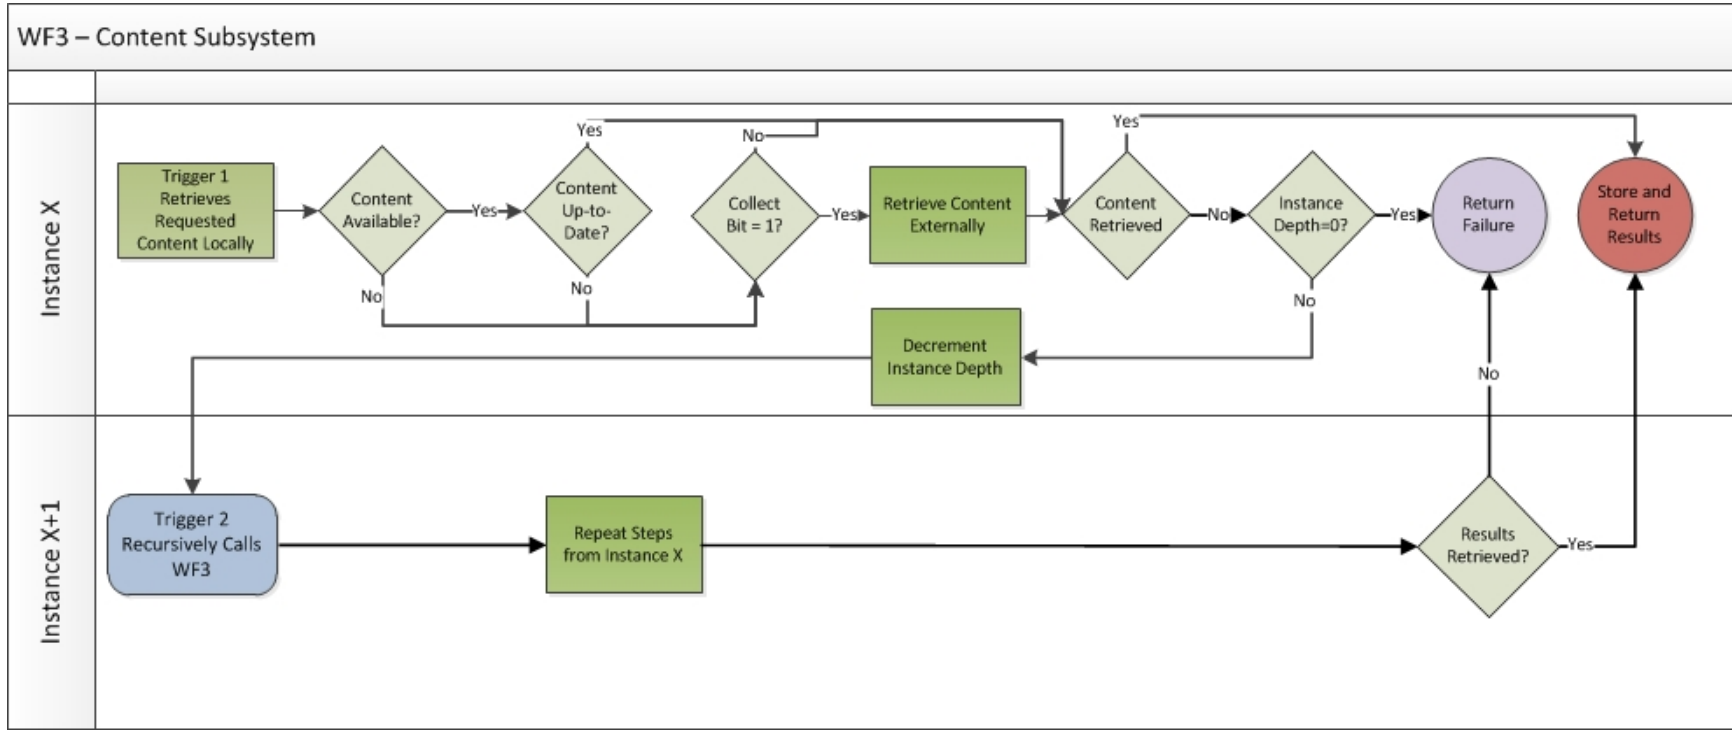 WF3 – Content Subsystem
Instance X
Trigger 1
Retrieves
Requested
Content Locally
Content
Available?
Yes
No
Content
Up-to-
Date?
Yes
No
Collect
Bit = 1?
No
Yes
Retrieve Content
Externally
Content
Retrieved
Yes
No
Instance
Depth=0?
Yes
No
Return
Failure
Store and
Return
Results
Decrement
Instance Depth
Instance X+1
Trigger 2
Recursively Calls
WF3
Repeat Steps
from Instance X
Results
Retrieved?
No
Yes